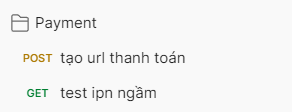 Payment
POST tạo url thanh toán
GET test ipn ngầm